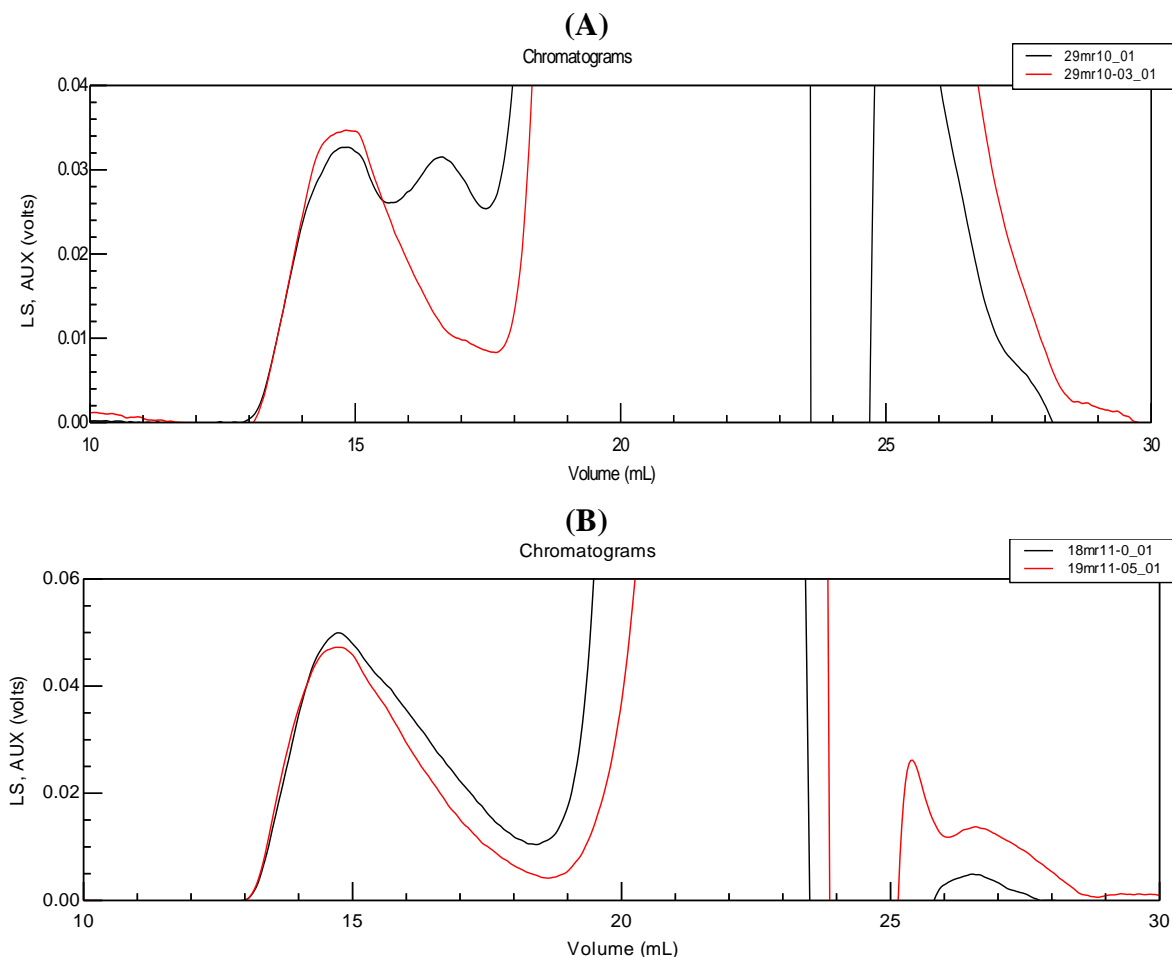 (A)
Chromatograms
29mr10_01
29mr10-03_01
0.04
0.03
0.02
0.01
0.00
LS, AUX (volts)
10 15 20 25 30
Volume (mL)
(B)
Chromatograms
18mr11-0_01
19mr11-05_01
0.06
0.04
0.02
0.00
LS, AUX (volts)
10 15 20 25 30
Volume (mL)